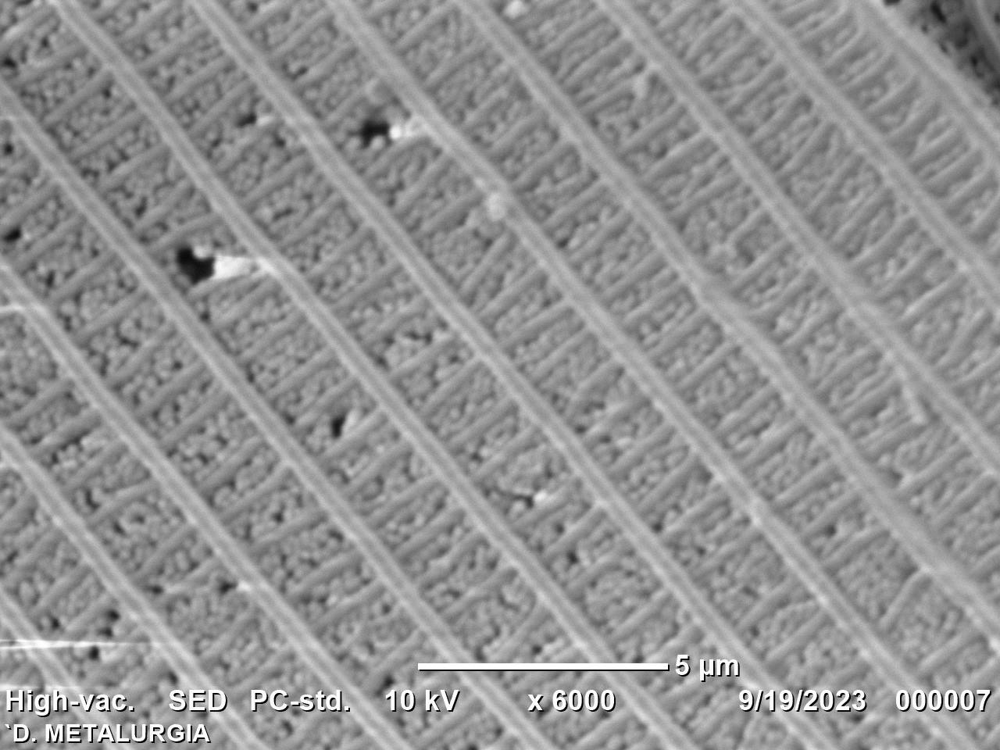 5 µm
High-vac. SED PC-std. 10 kV x 6000 9/19/2023 000007
`D. METALURGIA